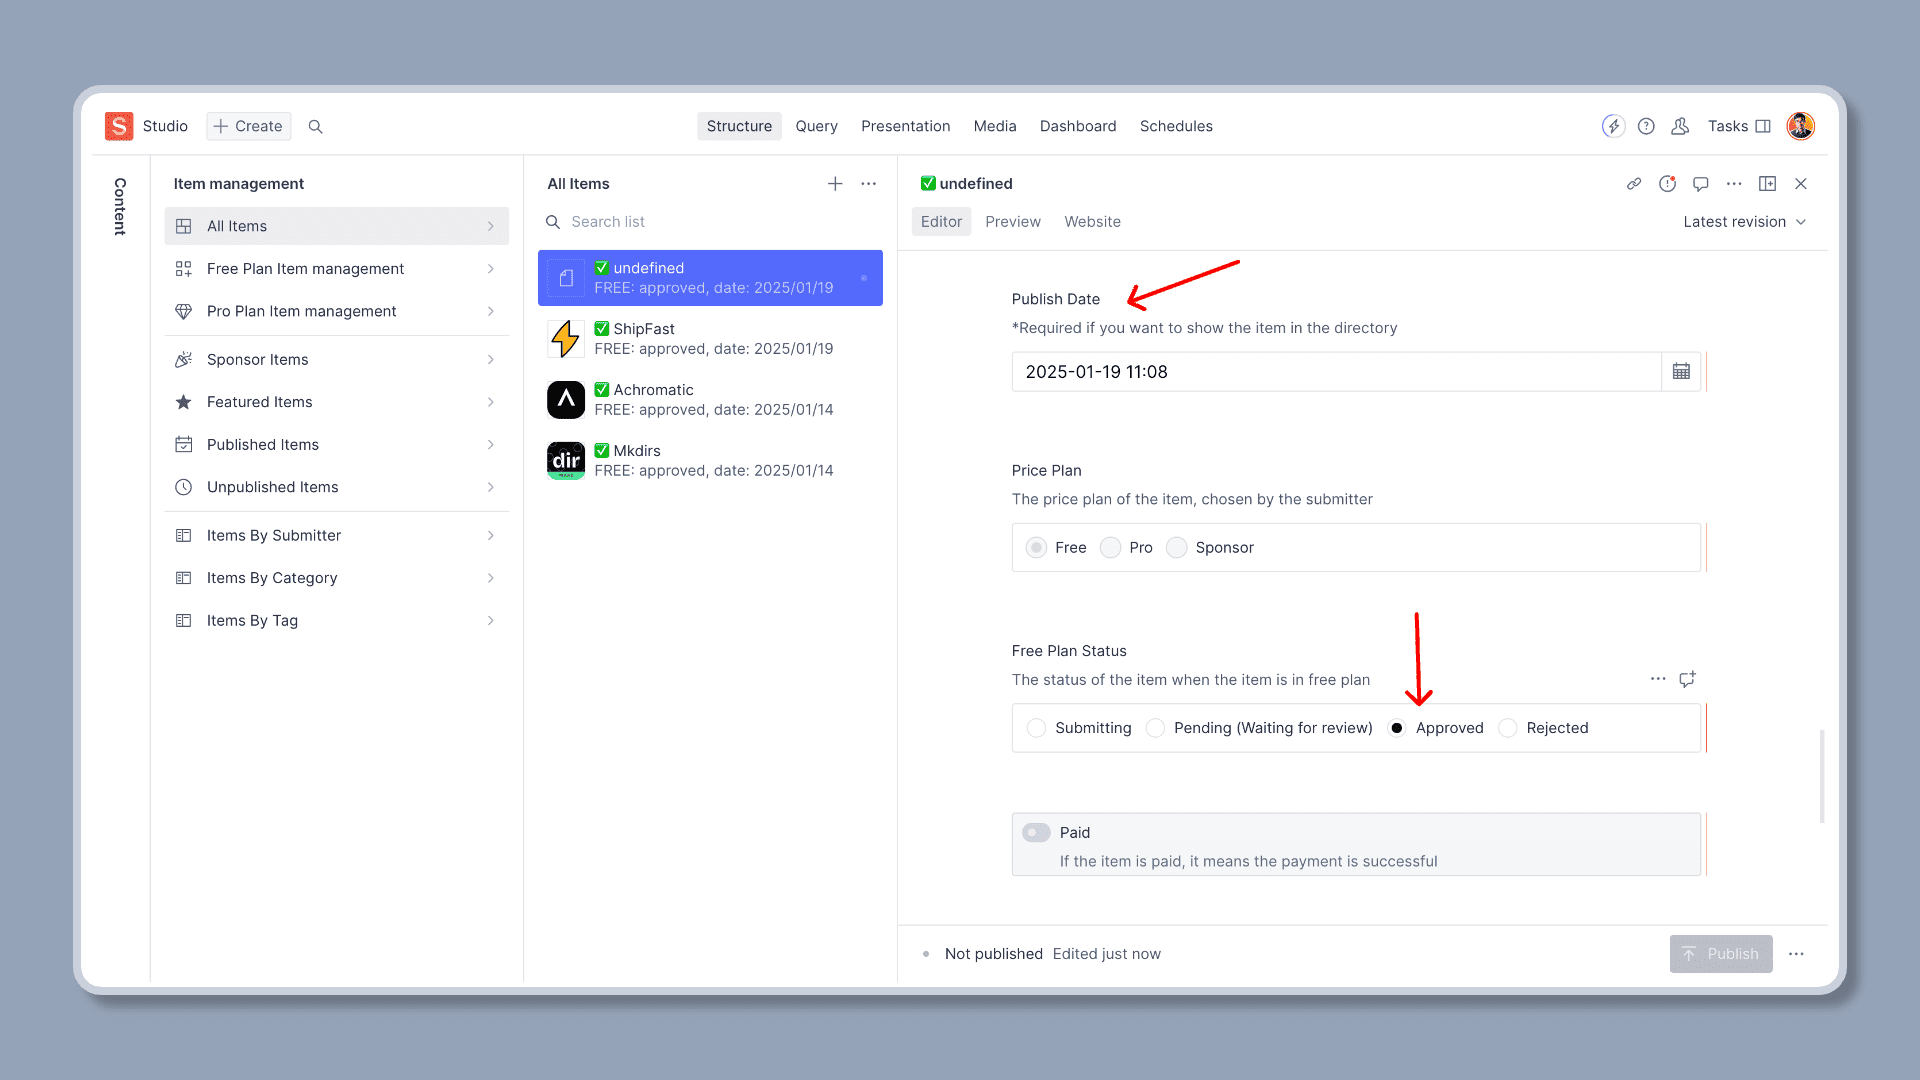 S Studio
Create
Structure
Query
Presentation
Media
Dashboard
Schedules
Tasks
Content
Item management
All Items
Free Plan Item management
Pro Plan Item management
Sponsor Items
Featured Items
Published Items
Unpublished Items
Items By Submitter
Items By Category
Items By Tag
All Items
Search list
✅ undefined
FREE: approved, date: 2025/01/19
✅ ShipFast
FREE: approved, date: 2025/01/19
✅ Achromatic
FREE: approved, date: 2025/01/14
dir
✅ Mkdirs
FREE: approved, date: 2025/01/14
✅ undefined
Editor
Preview
Website
Latest revision
Publish Date
*Required if you want to show the item in the directory
2025-01-19 11:08
Price Plan
The price plan of the item, chosen by the submitter
Free
Pro
Sponsor
Free Plan Status
The status of the item when the item is in free plan
Submitting
Pending (Waiting for review)
Approved
Rejected
Paid
If the item is paid, it means the payment is successful
Not published
Edited just now
Publish